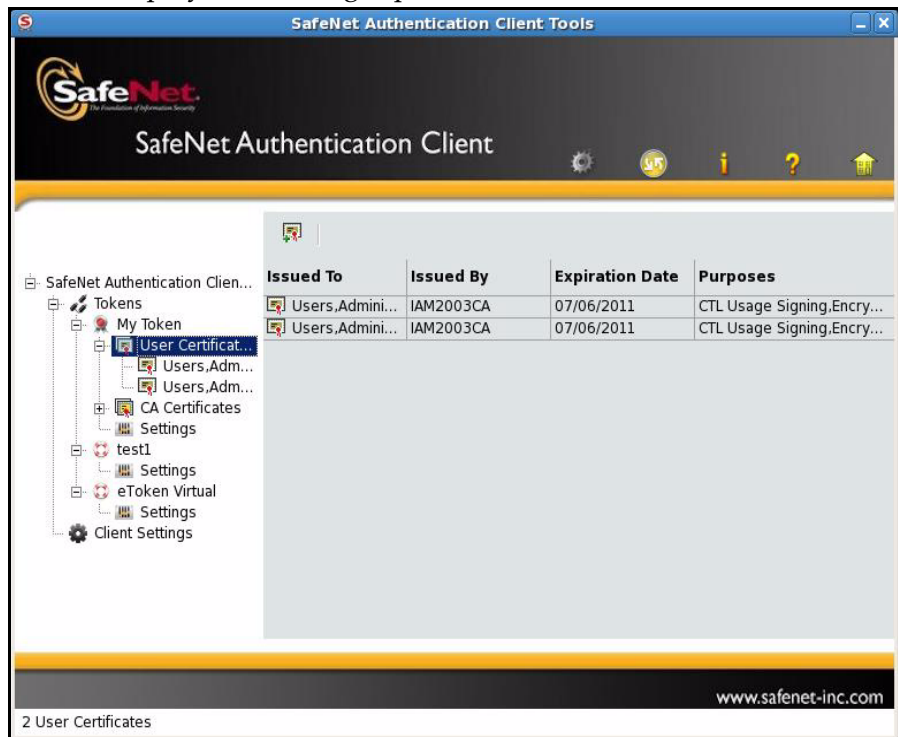 SafeNet Authentication Client Tools
SafeNet.
The Foundation of Information Security
SafeNet Authentication Client
Issued To Issued By Expiration Date Purposes
Users,Admini... IAM2003CA 07/06/2011 CTL Usage Signing,Encry...
Users,Admini... IAM2003CA 07/06/2011 CTL Usage Signing,Encry...
SafeNet Authentication Clien...
Tokens
My Token
User Certificat...
Users,Adm...
Users,Adm...
CA Certificates
Settings
test1
Settings
eToken Virtual
Settings
Client Settings
www.safenet-inc.com
2 User Certificates